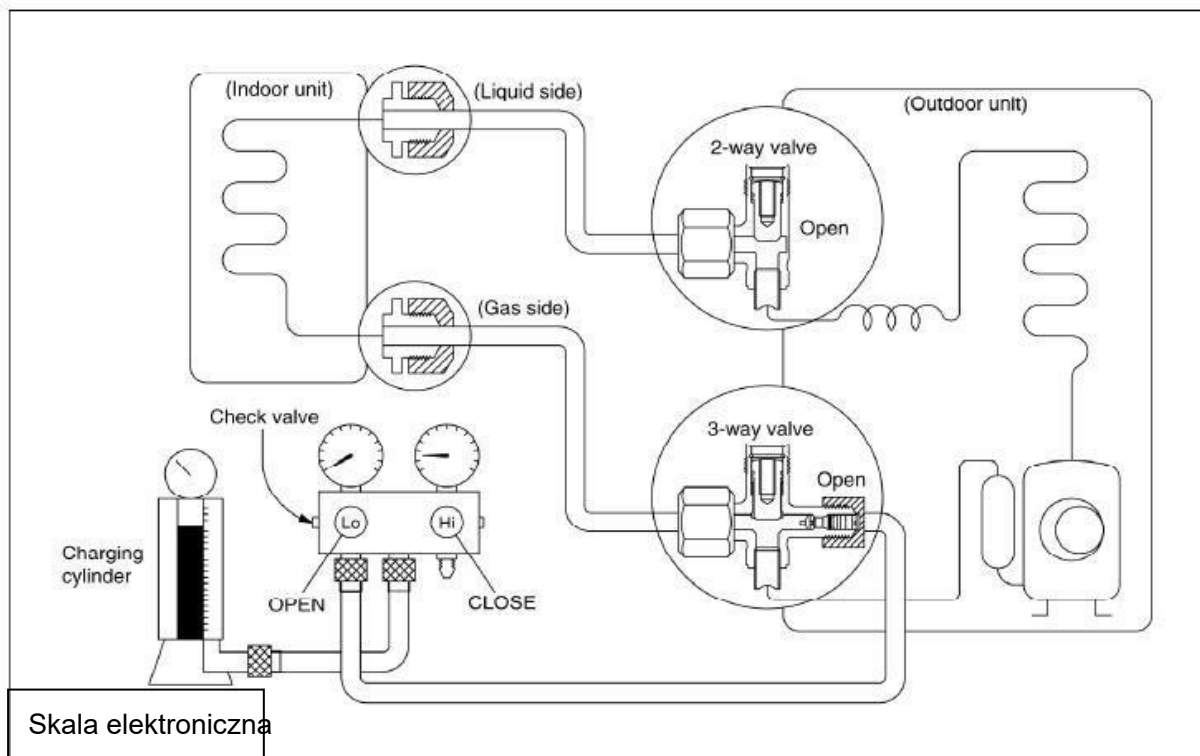 (Indoor unit)
(Liquid side)
(Outdoor unit)
2-way valve
Open
(Gas side)
Check valve
3-way valve
Open
Lo
Hi
Charging
cylinder
OPEN
CLOSE
Skala elektroniczna